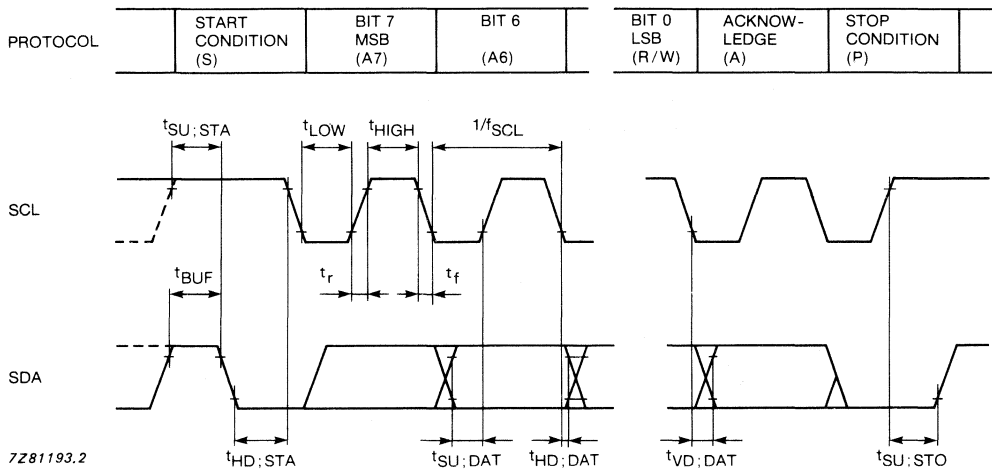 PROTOCOL
START CONDITION (S)
BIT 7 MSB (A7)
BIT 6 (A6)
BIT 0 LSB (R/W)
ACKNOW- LEDGE (A)
STOP CONDITION (P)
tSU;STA
tLOW
tHIGH
1/fSCL
SCL
tBUF
tr
tf
SDA
7Z81193.2
tHD;STA
tSU;DAT
tHD;DAT
tVD;DAT
tSU;STO